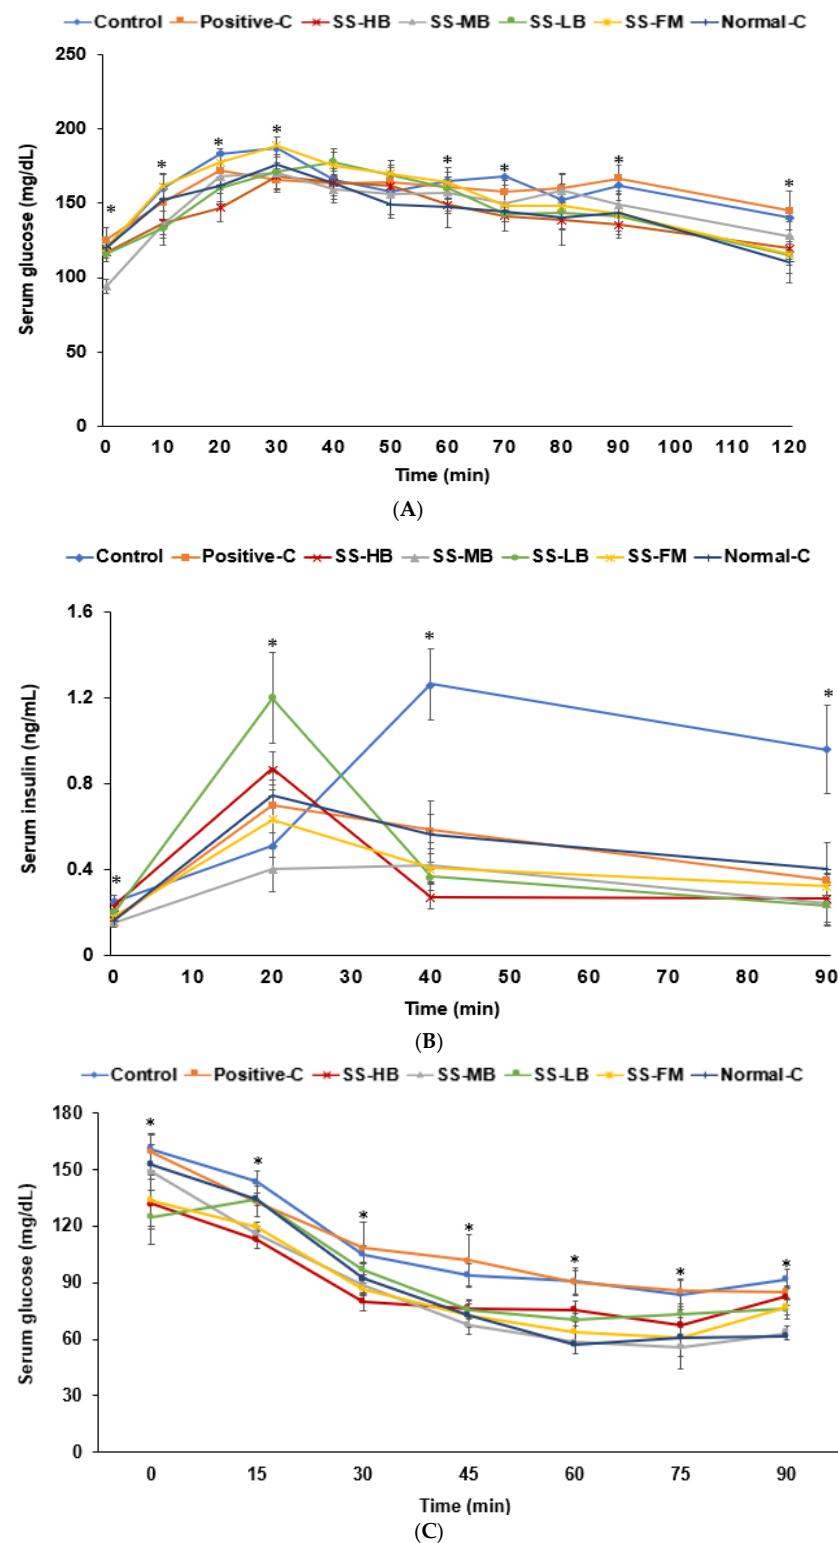 Control Positive-C SS-HB SS-MB SS-LB SS-FM Normal-C
250
*
200
*
150
100
50
0
Serum glucose (mg/dL)
* * * * * * * *
0 10 20 30 40 50 60 70 80 90 100 110 120
Time (min)
(A)
Control Positive-C SS-HB SS-MB SS-LB SS-FM Normal-C
1.6
1.2
0.8
0.4
0
Serum insulin (ng/mL)
* * * *
0 10 20 30 40 50 60 70 80 90
Time (min)
(B)
Control Positive-C SS-HB SS-MB SS-LB SS-FM Normal-C
180
150
120
90
60
30
0
Serum glucose (mg/dL)
* * * * * * *
0 15 30 45 60 75 90
Time (min)
(C)